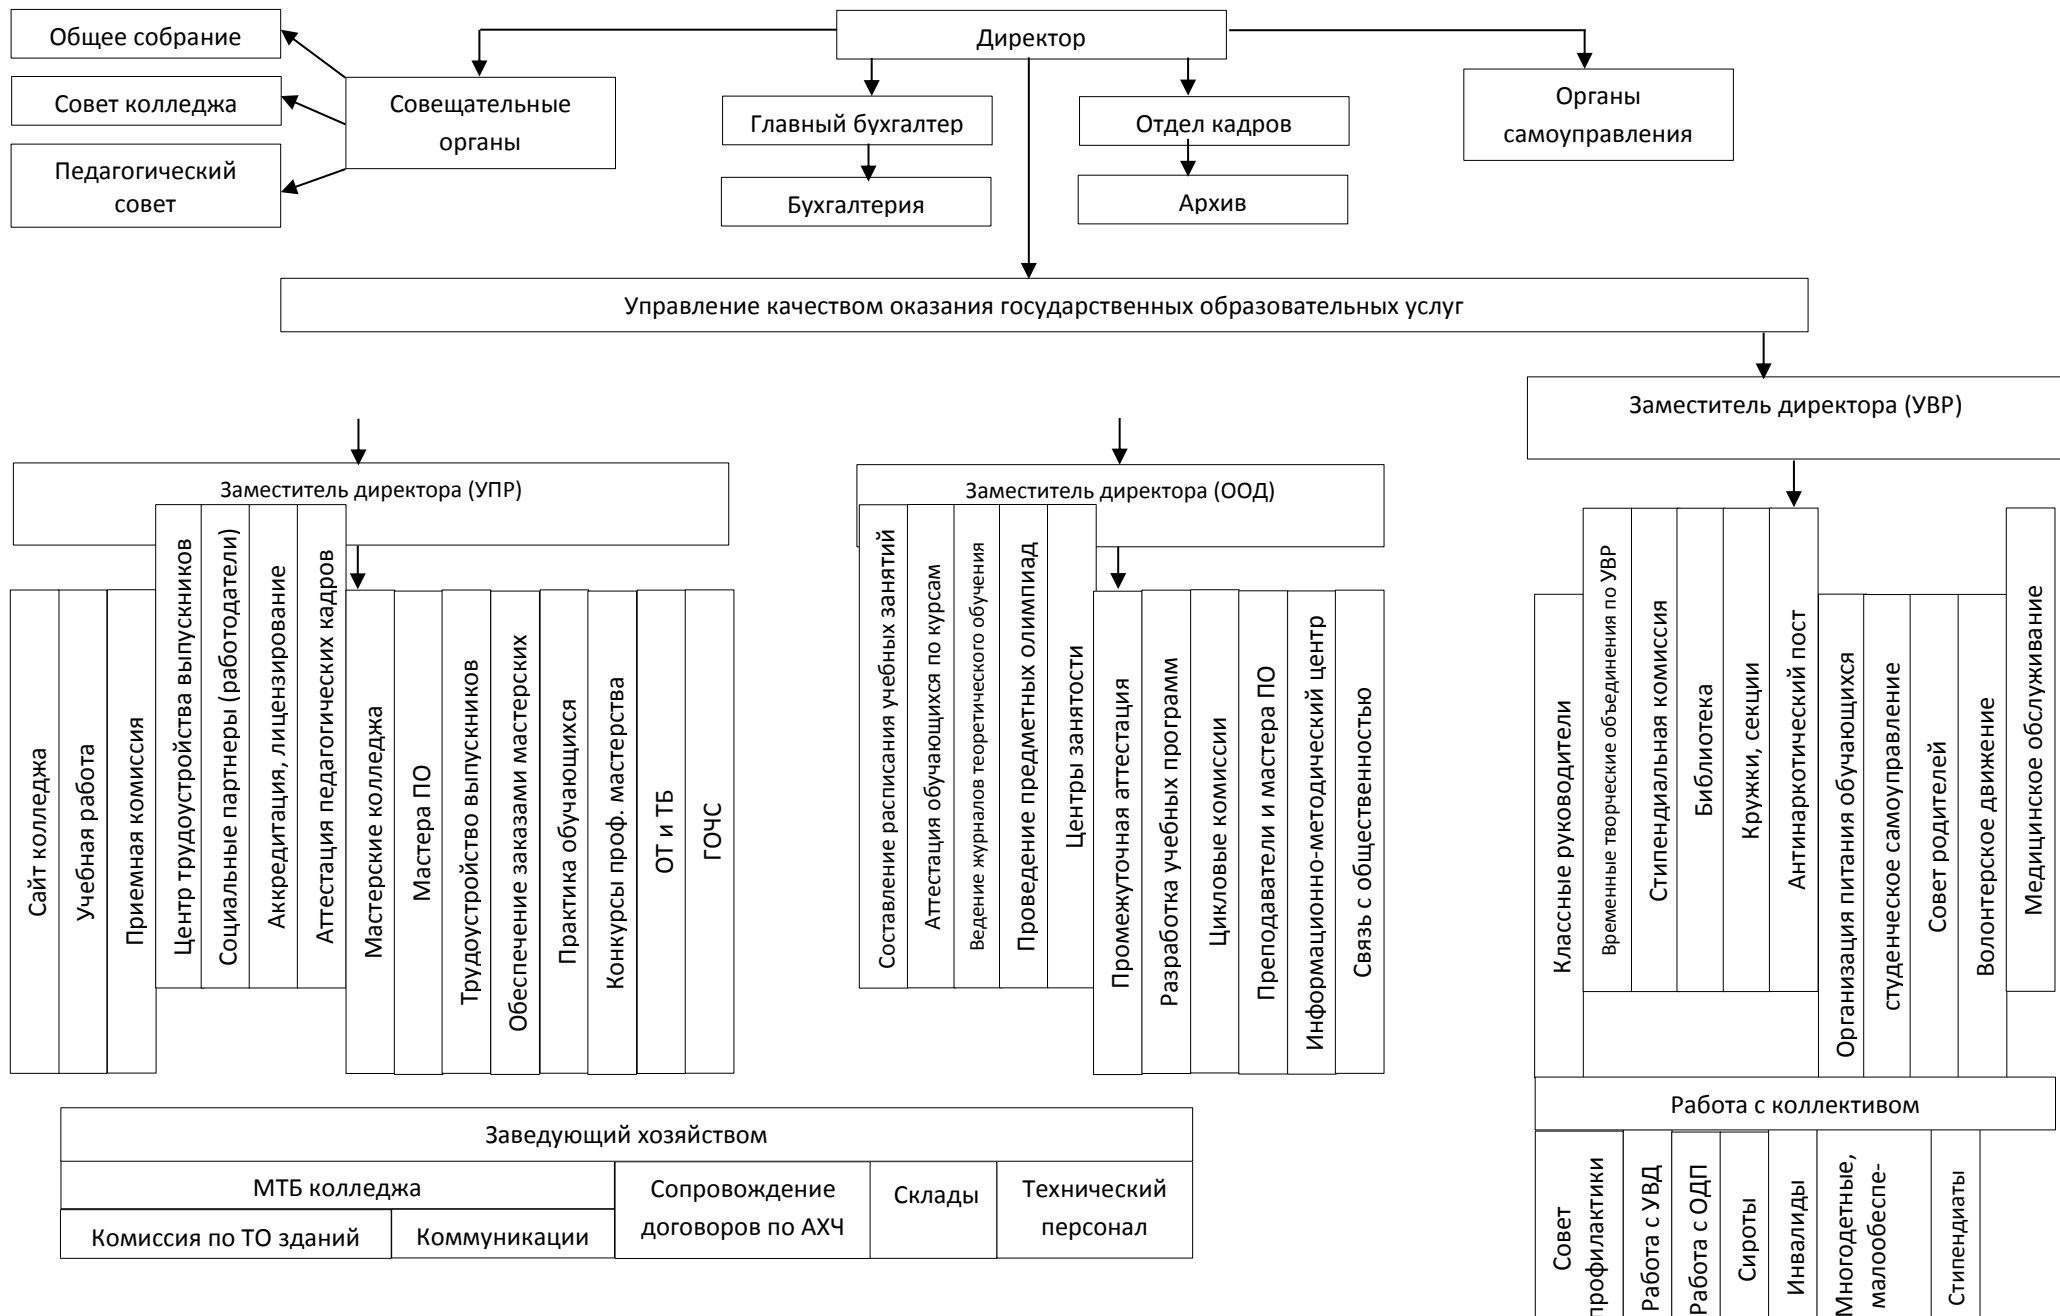 Общее собрание
Директор
Совет колледжа
Совещательные
органы
Органы
самоуправления
Главный бухгалтер
Отдел кадров
Педагогический
совет
Бухгалтерия
Архив
Управление качеством оказания государственных образовательных услуг
Заместитель директора (УВР)
Заместитель директора (УПР)
Заместитель директора (ООД)
Сайт колледжа
Учебная работа
Приемная комиссия
Центр трудоустройства выпускников
Социальные партнеры (работодатели)
Аккредитация, лицензирование
Аттестация педагогических кадров
Мастерские колледжа
Мастера ПО
Трудоустройство выпускников
Обеспечение заказами мастерских
Практика обучающихся
Конкурсы проф. мастерства
ОТ и ТБ
ГОЧС
Составление расписания учебных занятий
Аттестация обучающихся по курсам
Ведение журналов теоретического обучения
Проведение предметных олимпиад
Центры занятости
Промежуточная аттестация
Разработка учебных программ
Цикловые комиссии
Преподаватели и мастера ПО
Информационно-методический центр
Связь с общественностью
Классные руководители
Временные творческие объединения по УВР
Стипендиальная комиссия
Библиотека
Кружки, секции
Антинаркотический пост
Организация питания обучающихся
студенческое самоуправление
Совет родителей
Волонтерское движение
Медицинское обслуживание
Работа с коллективом
Совет
профилактики
Работа с УВД
Работа с ОДП
Сироты
Инвалиды
Многодетные,
малообеспе-
Стипендиаты
Заведующий хозяйством
МТБ колледжа
Сопровождение
договоров по АХЧ
Склады
Технический
персонал
Комиссия по ТО зданий
Коммуникации